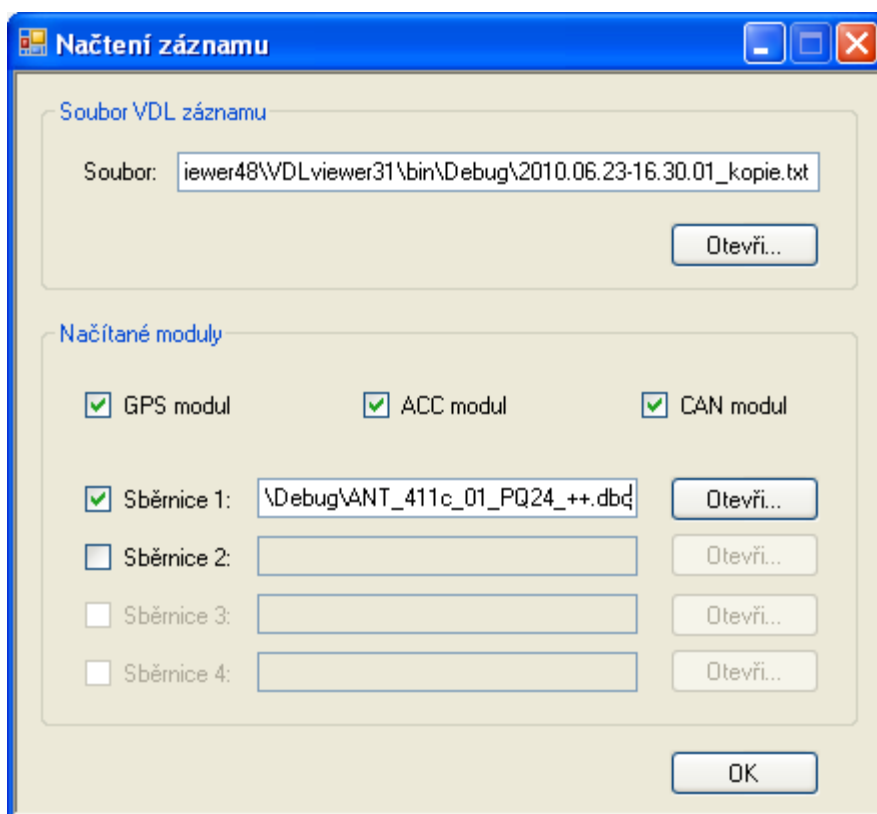 Načtení záznamu
Soubor VDL záznamu
Soubor: iewer48\VDLviewer31\bin\Debug\2010.06.23-16.30.01_kopie.txt
Otevři...
Načítané moduly
GPS modul ACC modul CAN modul
Sběrnice 1: \Debug\ANT_411c_01_PQ24_++.dbc Otevři...
Sběrnice 2: Otevři...
Sběrnice 3: Otevři...
Sběrnice 4: Otevři...
OK